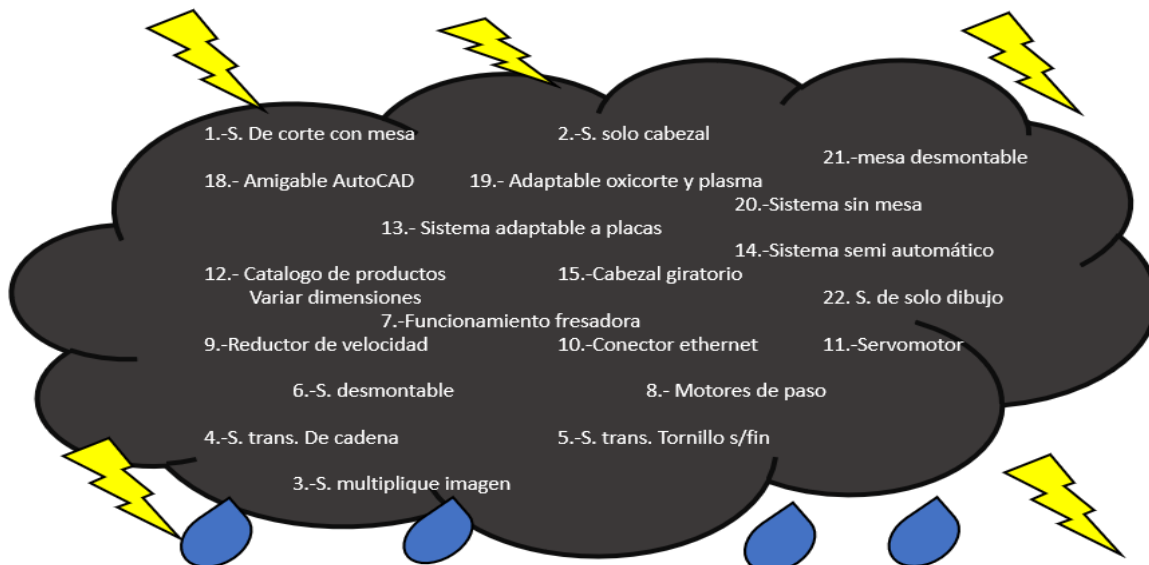 1.-S. De corte con mesa
2.-S. solo cabezal
21.-mesa desmontable
18.- Amigable AutoCAD
19.- Adaptable oxicorte y plasma
20.-Sistema sin mesa
13.- Sistema adaptable a placas
14.-Sistema semi automático
12.- Catalogo de productos
Variar dimensiones
15.-Cabezal giratorio
22. S. de solo dibujo
7.-Funcionamiento fresadora
9.-Reductor de velocidad
10.-Conector ethernet
11.-Servomotor
6.-S. desmontable
8.- Motores de paso
4.-S. trans. De cadena
5.-S. trans. Tornillo s/fin
3.-S. multiplique imagen